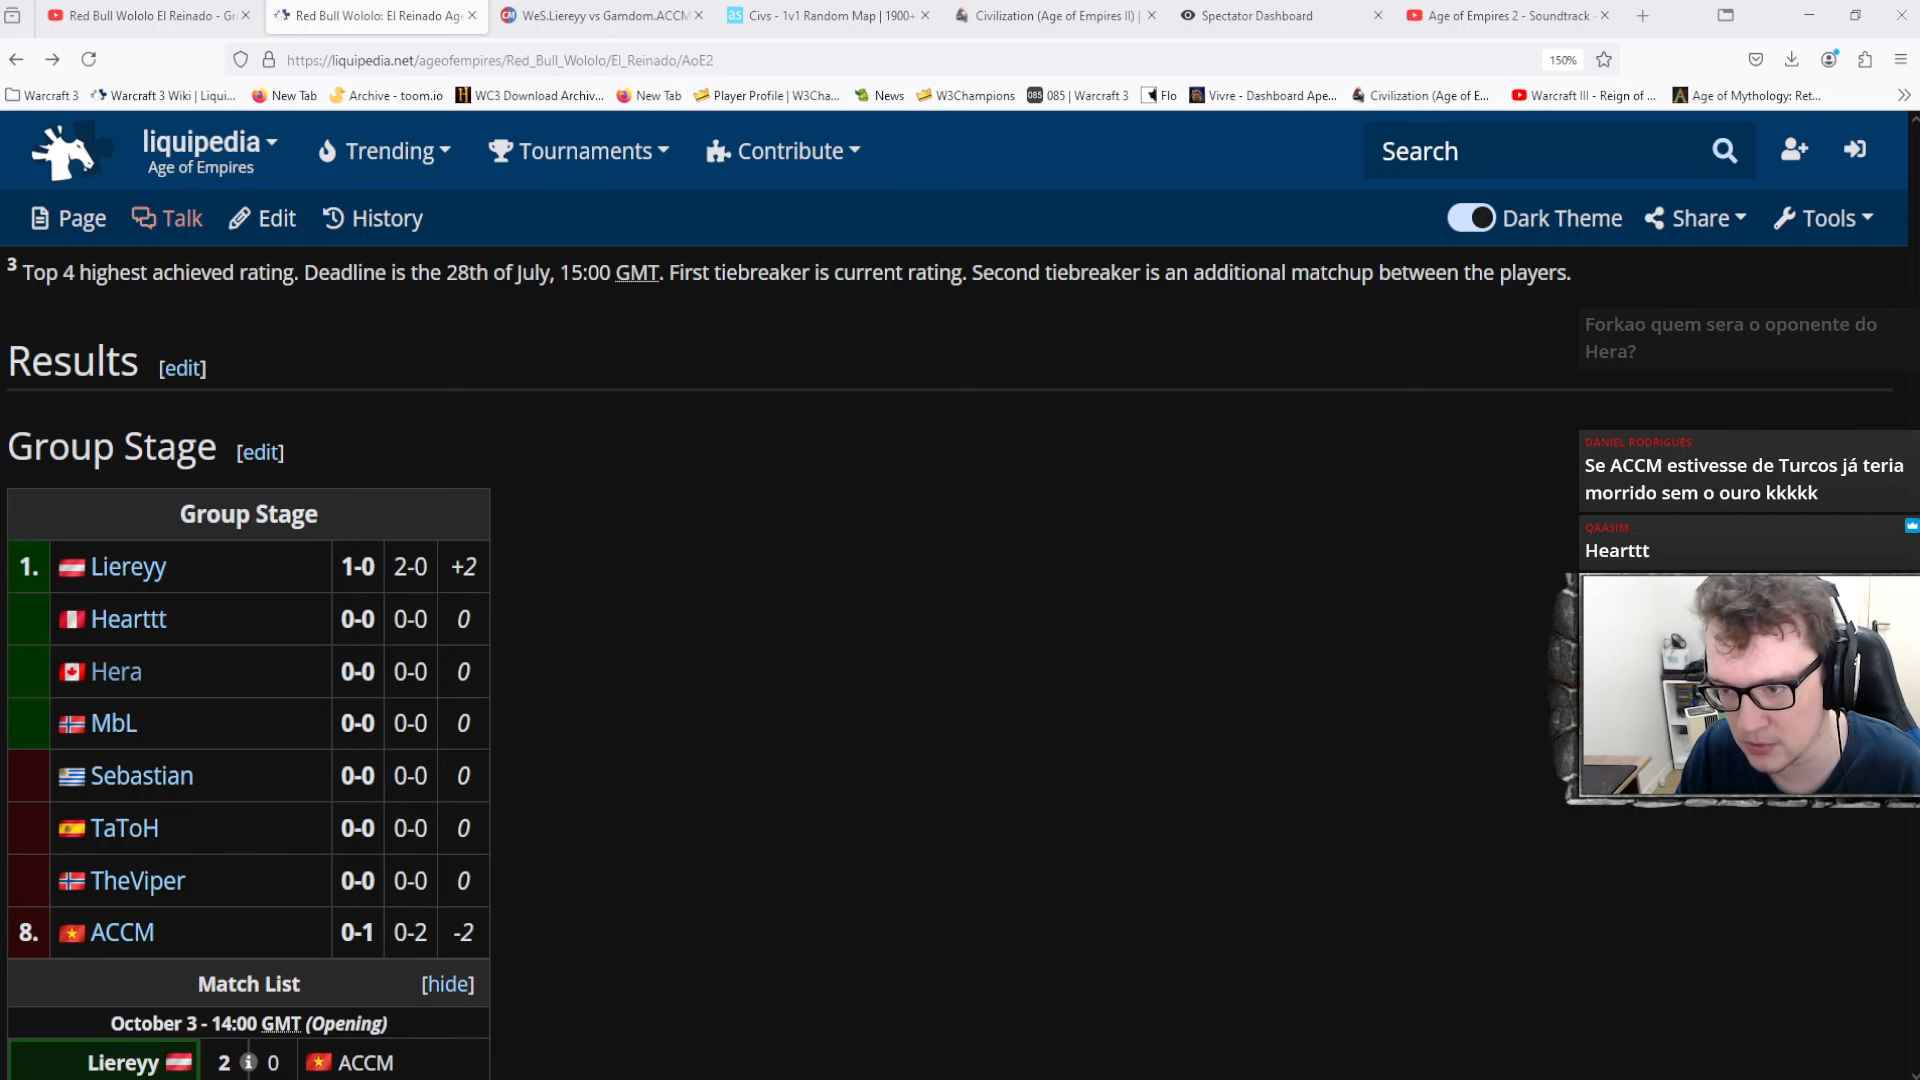 Red Bull Wololo El Reinado - Gr
Red Bull Wololo: El Reinado Age
WeS.Liereyy vs Gamdom.ACCM
Civs - 1v1 Random Map | 1900+
Civilization (Age of Empires II) |
Spectator Dashboard
Age of Empires 2 - Soundtrack -
https://liquipedia.net/ageofempires/Red_Bull_Wololo/El_Reinado/AoE2
150%
Warcraft 3
Warcraft 3 Wiki | Liqui...
New Tab
Archive - toom.io
WC3 Download Archiv...
New Tab
Player Profile | W3Cha...
News
W3Champions
085 | Warcraft 3
Flo
Vivre - Dashboard Ape...
Civilization (Age of E...
Warcraft III - Reign of ...
Age of Mythology: Ret...
liquipedia
Age of Empires
Trending
Tournaments
Contribute
Search
Page
Talk
Edit
History
Dark Theme
Share
Tools
3 Top 4 highest achieved rating. Deadline is the 28th of July, 15:00 GMT. First tiebreaker is current rating. Second tiebreaker is an additional matchup between the players.
Forkao quem sera o oponente do
Hera?
Results [edit]
Group Stage [edit]
DANIEL RODRIGUES
Se ACCM estivesse de Turcos já teria
morrido sem o ouro kkkkk
QAASIM_
Hearttt
Group Stage
1. Liereyy 1-0 2-0 +2
Hearttt 0-0 0-0 0
Hera 0-0 0-0 0
MbL 0-0 0-0 0
Sebastian 0-0 0-0 0
TaToH 0-0 0-0 0
TheViper 0-0 0-0 0
8. ACCM 0-1 0-2 -2
Match List [hide]
October 3 - 14:00 GMT (Opening)
Liereyy 2 0 ACCM